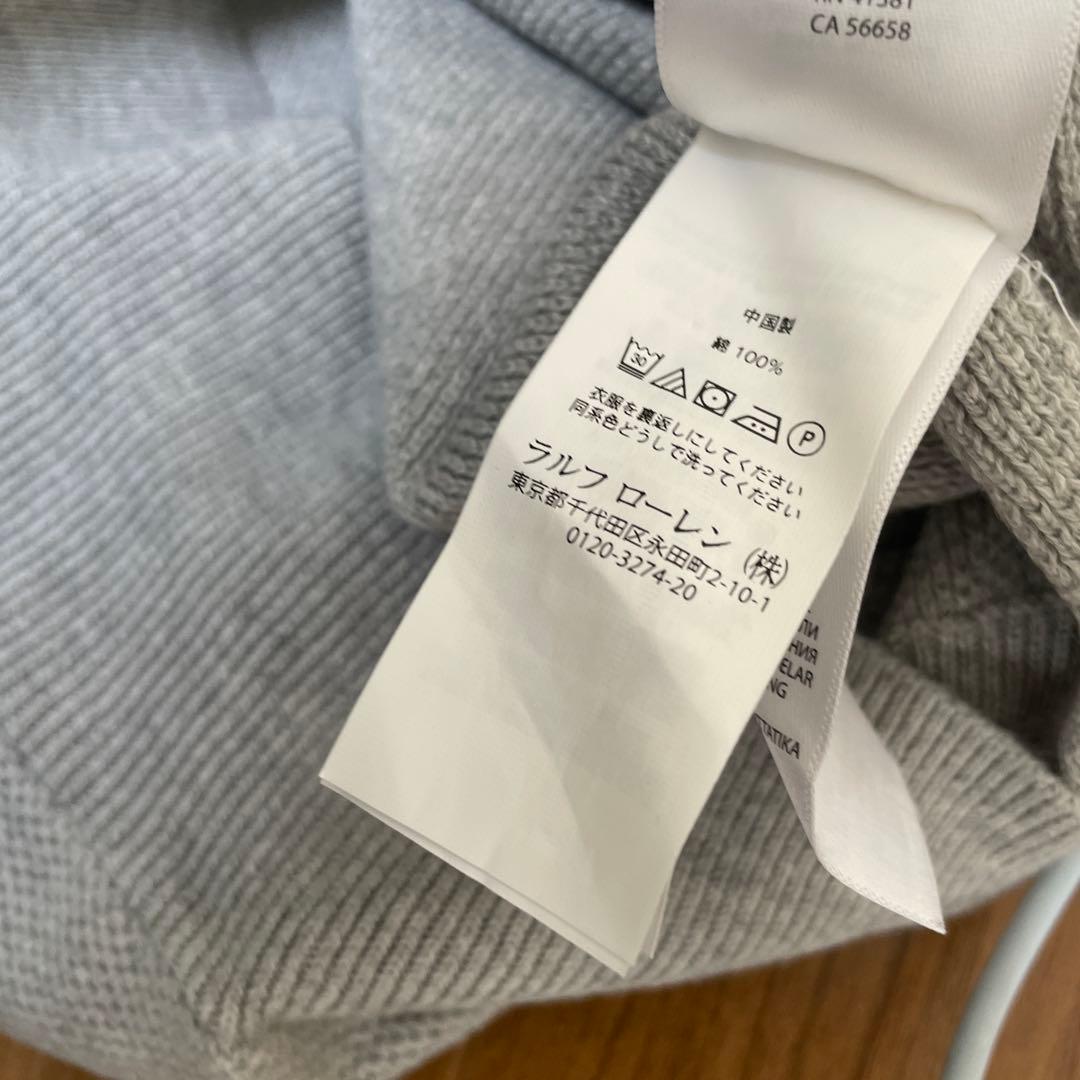 CA 56658
中国製
綿 100%
30
P
衣服を裏返しにしてください
同系色どうしで洗ってください
ラルフ ローレン (株)
東京都千代田区永田町2-10-1
0120-3274-20
ELAR
NG